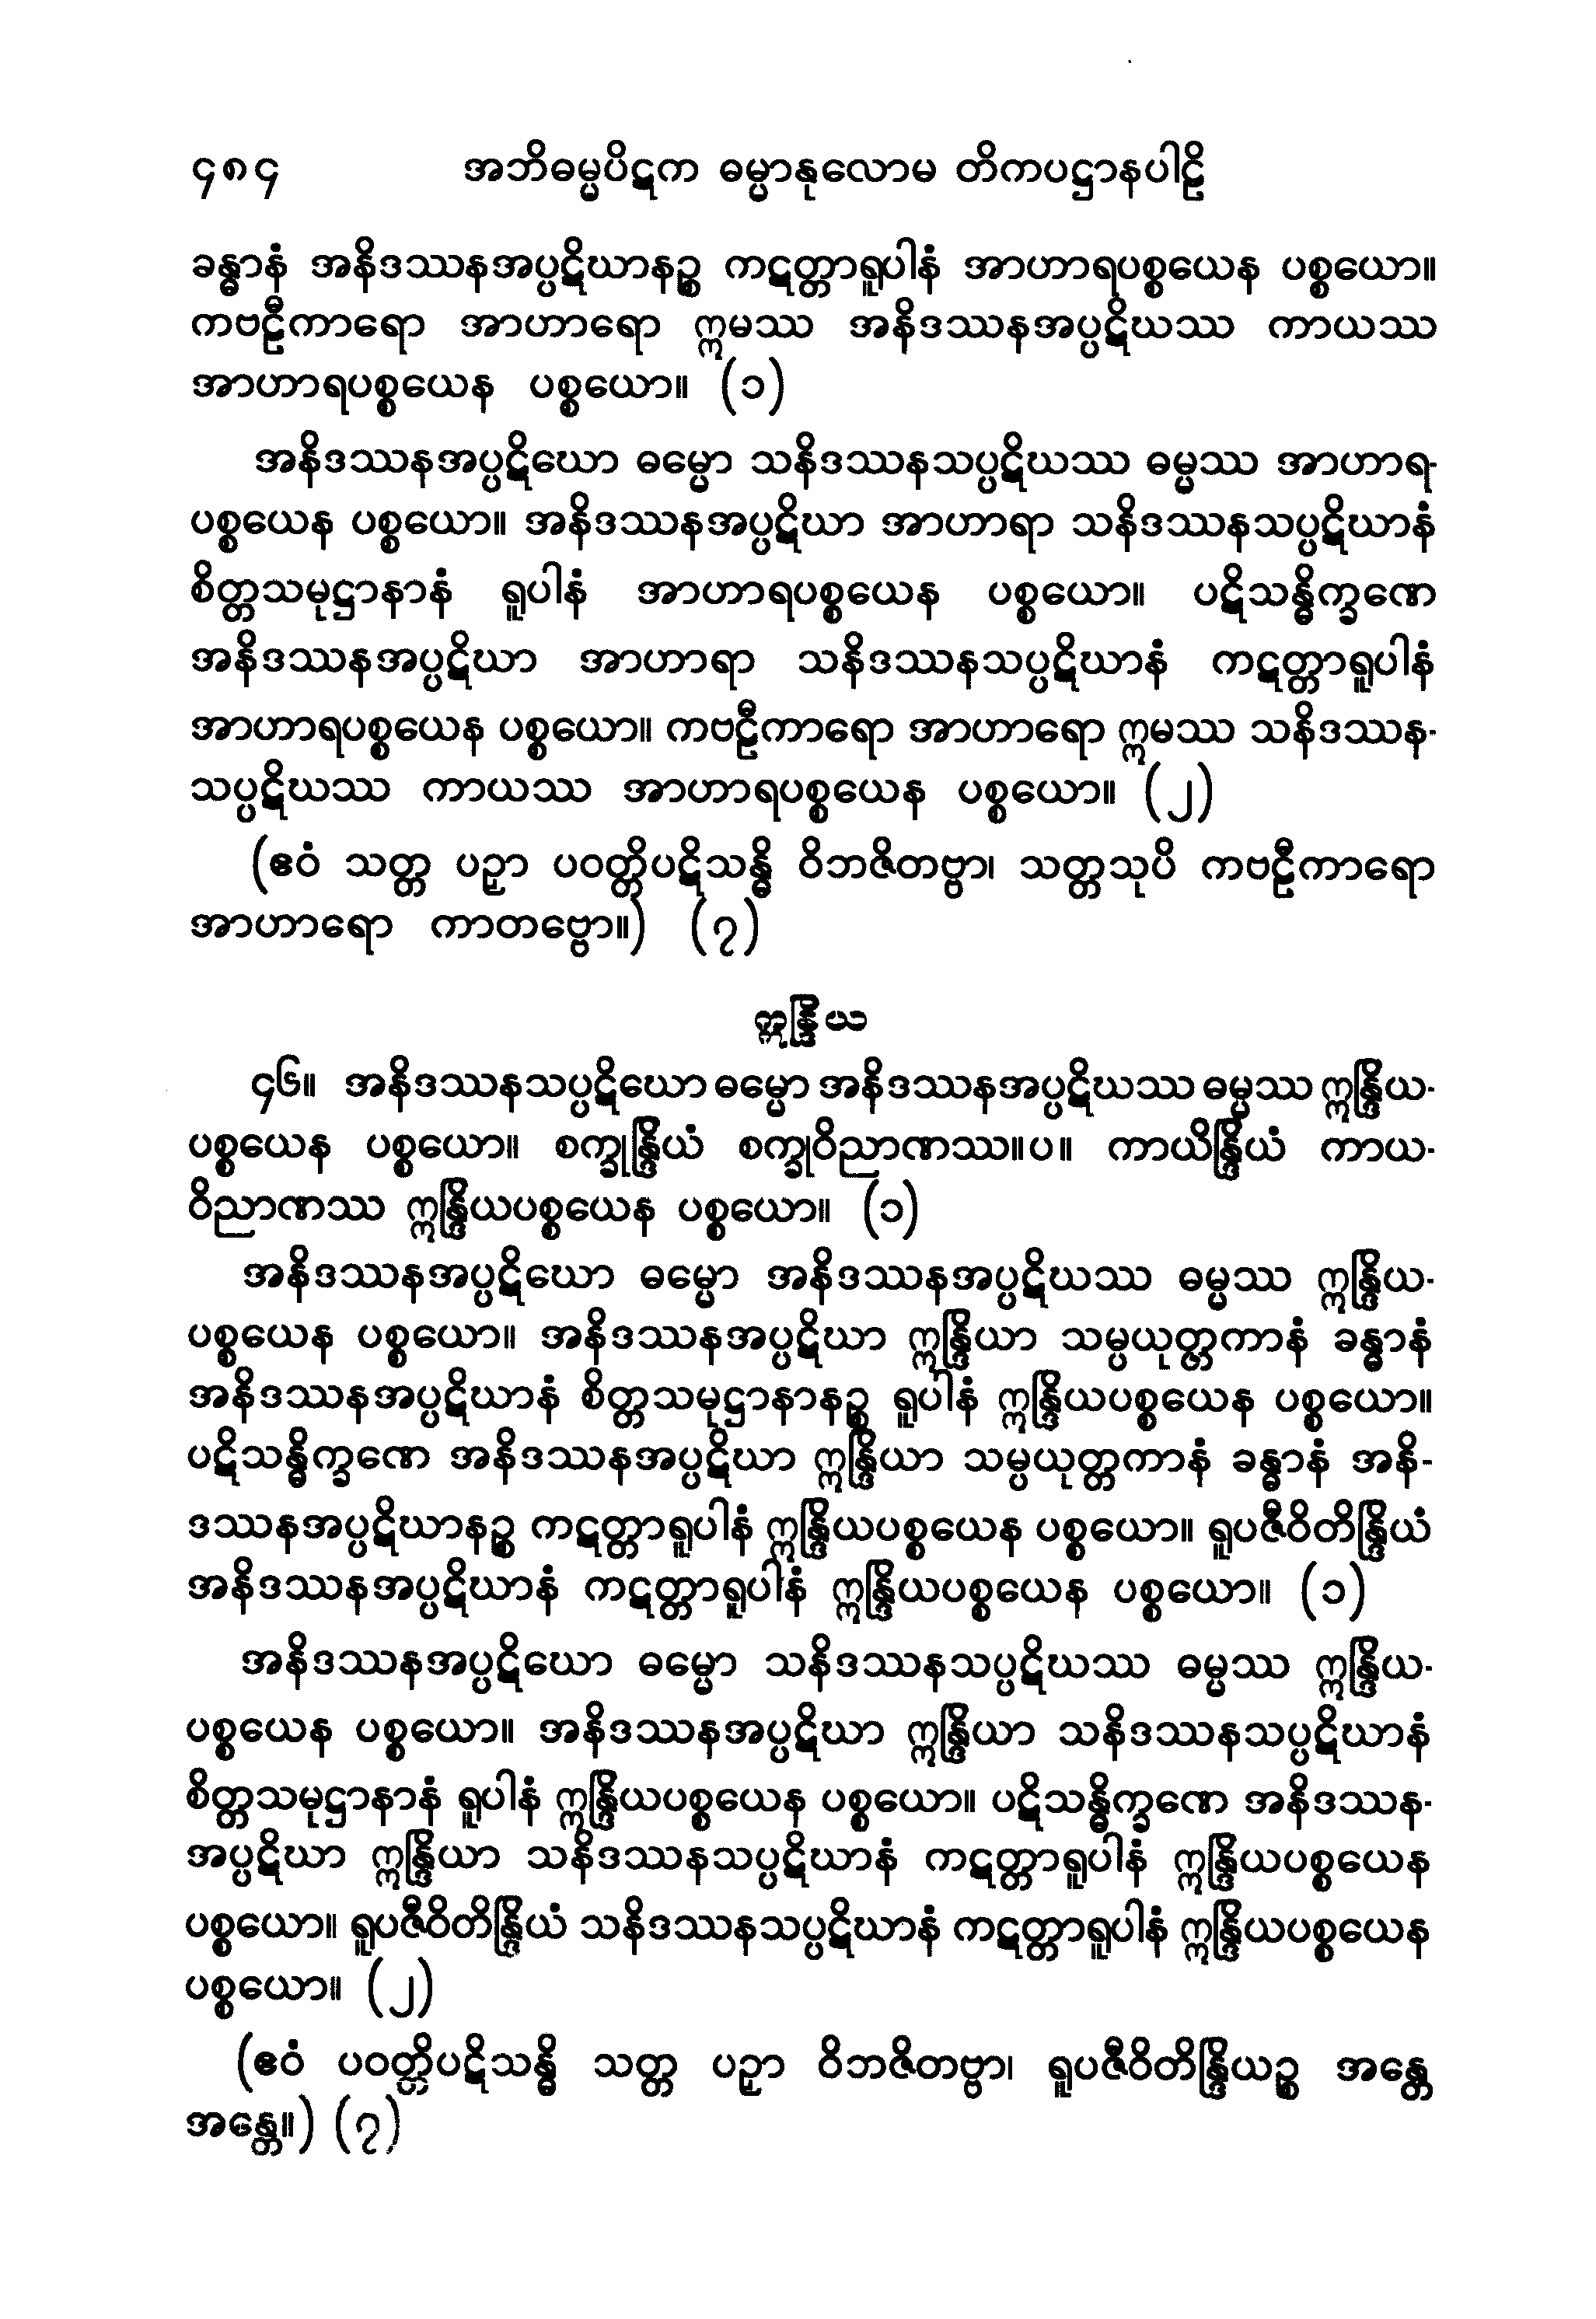 ၄၈၄ အဘိဓမ္မပိဋက ဓမ္မာနုလောမ တိကပဋ္ဌာနပါဠိ
ခန္ဓာနံ အနိဒဿနအပ္ပဋိဃာနဉ္စ ကဋတ္တာရူပါနံ အာဟာရပစ္စယေန ပစ္စယော။
ကဗဠီကာရော အာဟာရော ဣမဿ အနိဒဿနအပ္ပဋိဃဿ ကာယဿ
အာဟာရပစ္စယေန ပစ္စယော။ (၁)
အနိဒဿနအပ္ပဋိဃော ဓမ္မော သနိဒဿနသပ္ပဋိဃဿ ဓမ္မဿ အာဟာရ-
ပစ္စယေန ပစ္စယော။ အနိဒဿနအပ္ပဋိဃာ အာဟာရာ သနိဒဿနသပ္ပဋိဃာနံ
စိတ္တသမုဋ္ဌာနာနံ ရူပါနံ အာဟာရပစ္စယေန ပစ္စယော။ ပဋိသန္ဓိက္ခဏေ
အနိဒဿနအပ္ပဋိဃာ အာဟာရာ သနိဒဿနသပ္ပဋိဃာနံ ကဋတ္တာရူပါနံ
အာဟာရပစ္စယေန ပစ္စယော။ ကဗဠီကာရော အာဟာရော ဣမဿ သနိဒဿန-
သပ္ပဋိဃဿ ကာယဿ အာဟာရပစ္စယေန ပစ္စယော။ (၂)
(ဧဝံ သတ္တ ပဉှာ ပဝတ္တိပဋိသန္ဓိ ဝိဘဇိတဗ္ဗာ၊ သတ္တသုပိ ကဗဠီကာရော
အာဟာရော ကာတဗ္ဗော။) (၇)
ဣန္ဒြိယ
၄၆။ အနိဒဿနသပ္ပဋိဃော ဓမ္မော အနိဒဿနအပ္ပဋိဃဿ ဓမ္မဿ ဣန္ဒြိယ-
ပစ္စယေန ပစ္စယော။ စက္ခုန္ဒြိယံ စက္ခုဝိညာဏဿ။ပ။ ကာယိန္ဒြိယံ ကာယ-
ဝိညာဏဿ ဣန္ဒြိယပစ္စယေန ပစ္စယော။ (၁)
အနိဒဿနအပ္ပဋိဃော ဓမ္မော အနိဒဿနအပ္ပဋိဃဿ ဓမ္မဿ ဣန္ဒြိယ-
ပစ္စယေန ပစ္စယော။ အနိဒဿနအပ္ပဋိဃာ ဣန္ဒြိယာ သမ္ပယုတ္တကာနံ ခန္ဓာနံ
အနိဒဿနအပ္ပဋိဃာနံ စိတ္တသမုဋ္ဌာနာနဉ္စ ရူပါနံ ဣန္ဒြိယပစ္စယေန ပစ္စယော။
ပဋိသန္ဓိက္ခဏေ အနိဒဿနအပ္ပဋိဃာ ဣန္ဒြိယာ သမ္ပယုတ္တကာနံ ခန္ဓာနံ အနိ-
ဒဿနအပ္ပဋိဃာနဉ္စ ကဋတ္တာရူပါနံ ဣန္ဒြိယပစ္စယေန ပစ္စယော။ ရူပဇီဝိတိန္ဒြိယံ
အနိဒဿနအပ္ပဋိဃာနံ ကဋတ္တာရူပါနံ ဣန္ဒြိယပစ္စယေန ပစ္စယော။ (၁)
အနိဒဿနအပ္ပဋိဃော ဓမ္မော သနိဒဿနသပ္ပဋိဃဿ ဓမ္မဿ ဣန္ဒြိယ-
ပစ္စယေန ပစ္စယော။ အနိဒဿနအပ္ပဋိဃာ ဣန္ဒြိယာ သနိဒဿနသပ္ပဋိဃာနံ
စိတ္တသမုဋ္ဌာနာနံ ရူပါနံ ဣန္ဒြိယပစ္စယေန ပစ္စယော။ ပဋိသန္ဓိက္ခဏေ အနိဒဿန-
အပ္ပဋိဃာ ဣန္ဒြိယာ သနိဒဿနသပ္ပဋိဃာနံ ကဋတ္တာရူပါနံ ဣန္ဒြိယပစ္စယေန
ပစ္စယော။ ရူပဇီဝိတိန္ဒြိယံ သနိဒဿနသပ္ပဋိဃာနံ ကဋတ္တာရူပါနံ ဣန္ဒြိယပစ္စယေန
ပစ္စယော။ (၂)
(ဧဝံ ပဝတ္တိပဋိသန္ဓိ သတ္တ ပဉှာ ဝိဘဇိတဗ္ဗာ၊ ရူပဇီဝိတိန္ဒြိယဉ္စ အန္တေ
အန္တေ။) (၇)